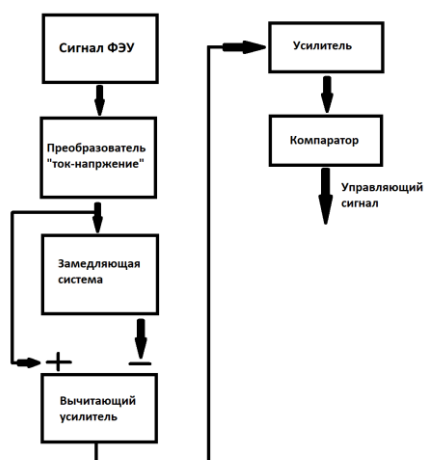 Сигнал ФЭУ
Преобразователь
"ток-напржение"
Замедляющая
система
+ −
Вычитающий
усилитель
Усилитель
Компаратор
Управляющий
сигнал